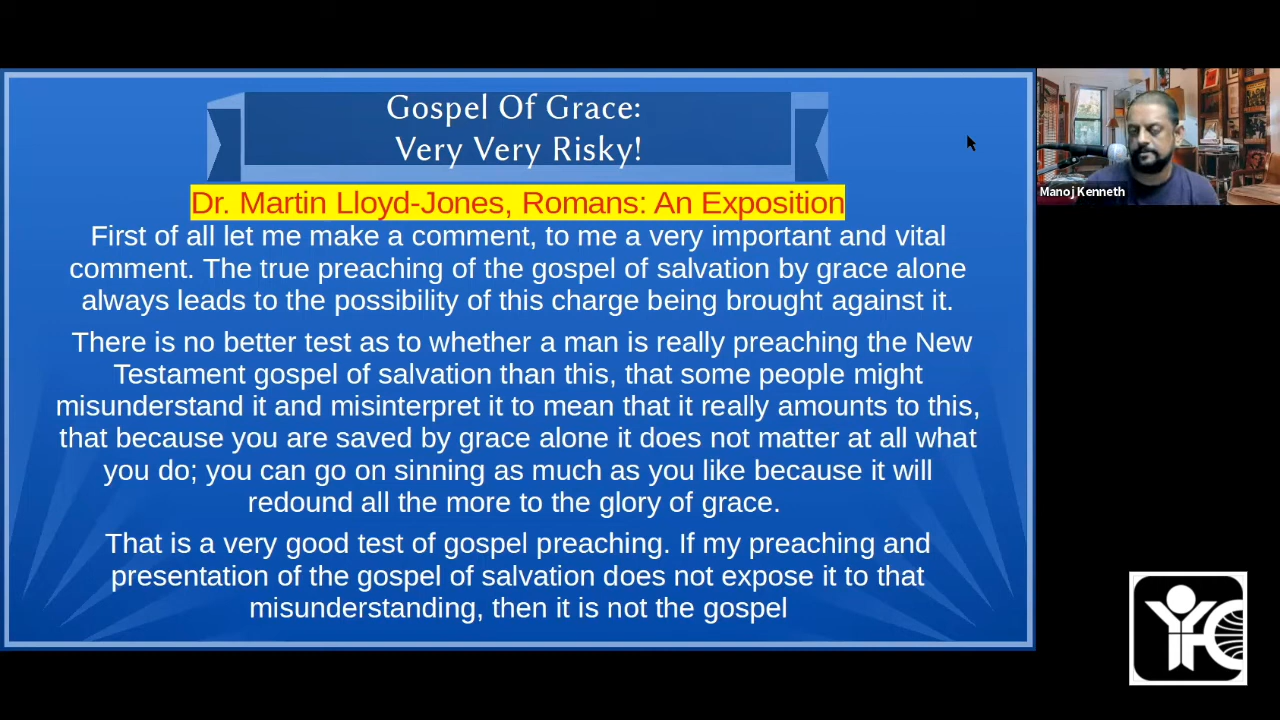 Gospel Of Grace:
Very Very Risky!
Dr. Martin Lloyd-Jones, Romans: An Exposition
First of all let me make a comment, to me a very important and vital
comment. The true preaching of the gospel of salvation by grace alone
always leads to the possibility of this charge being brought against it.
There is no better test as to whether a man is really preaching the New
Testament gospel of salvation than this, that some people might
misunderstand it and misinterpret it to mean that it really amounts to this,
that because you are saved by grace alone it does not matter at all what
you do; you can go on sinning as much as you like because it will
redound all the more to the glory of grace.
That is a very good test of gospel preaching. If my preaching and
presentation of the gospel of salvation does not expose it to that
misunderstanding, then it is not the gospel
Manoj Kenneth
YFC